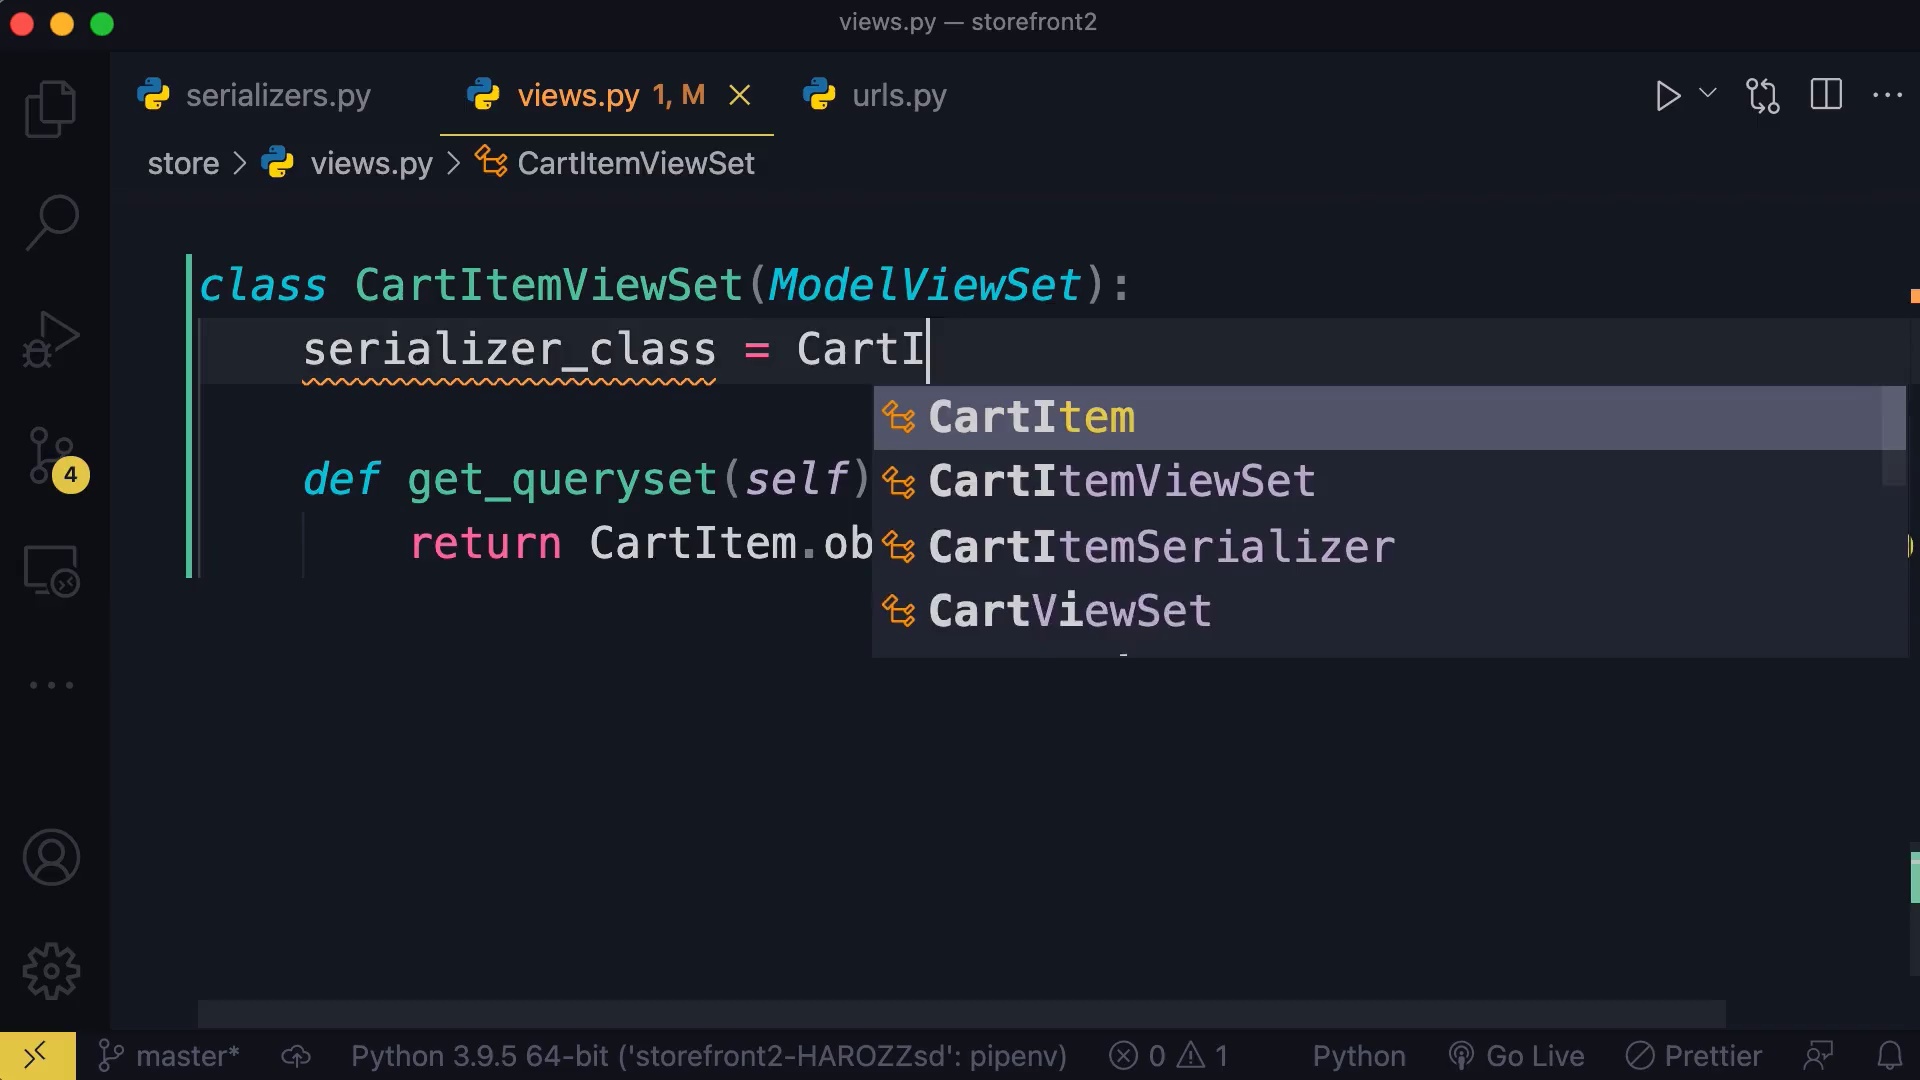 views.py — storefront2
serializers.py
views.py 1, M
urls.py
store > views.py > CartItemViewSet
class CartItemViewSet(ModelViewSet):
serializer_class = CartI
CartItem
CartItemViewSet
def get_queryset(self)
CartItemSerializer
return CartItem.ob
CartViewSet
4
master*
Python 3.9.5 64-bit ('storefront2-HAROZZsd': pipenv)
0
1
Python
Go Live
Prettier